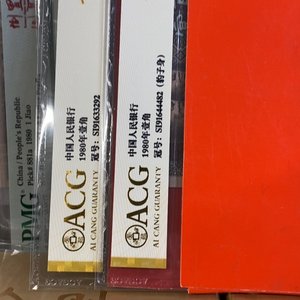 PMG
China / People's Republic
Pick# 881a 1980 1 Jiao
ACG
AI CANG GUARANTY
中国人民银行
1980年壹角
冠号: SI91633292
ACG
AI CANG GUARANTY
中国人民银行
1980年壹角
冠号: SI91644482 (豹子身)